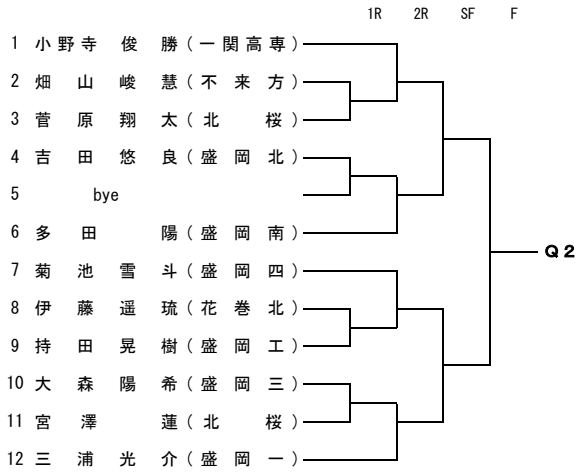 1R 2R SF F
1 小野寺 俊 勝(一関高専)
2 畑 山 峻 慧(不 来 方)
3 菅 原 翔 太(北 桜)
4 吉 田 悠 良(盛 岡 北)
5 bye
6 多 田 陽(盛 岡 南)
Q2
7 菊 池 雪 斗(盛 岡 四)
8 伊 藤 遥 琉(花 巻 北)
9 持 田 晃 樹(盛 岡 工)
10 大 森 陽 希(盛 岡 三)
11 宮 澤 蓮(北 桜)
12 三 浦 光 介(盛 岡 一)